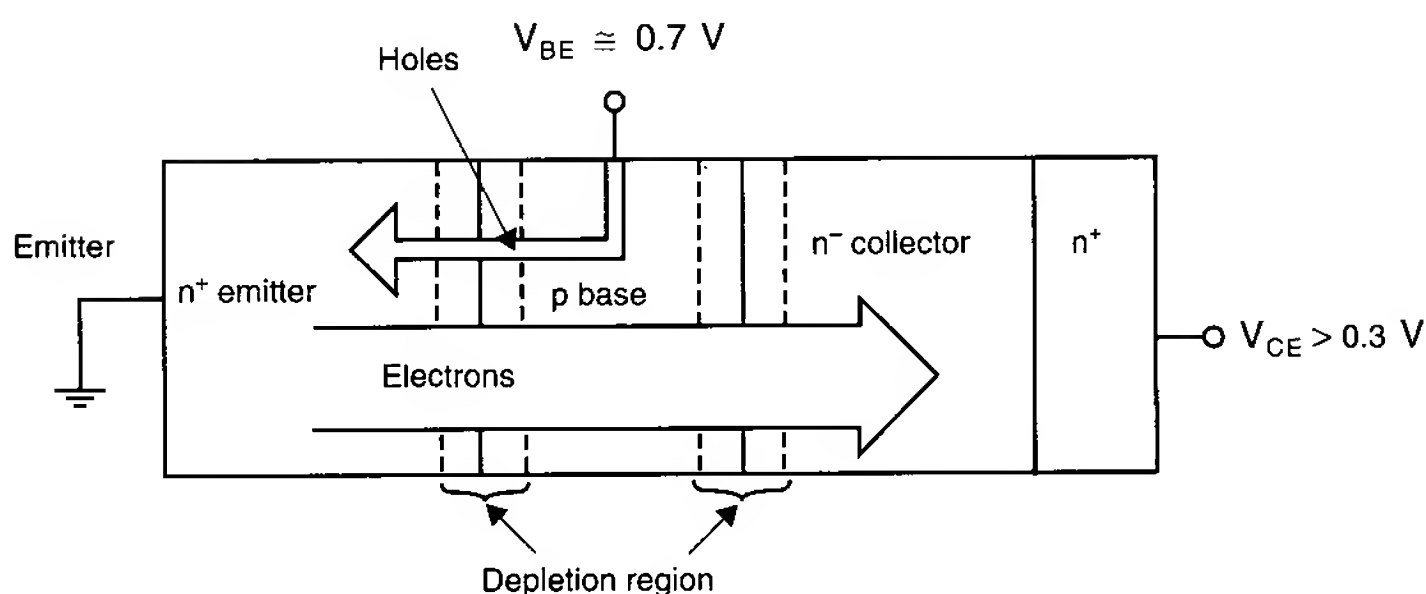 V_BE ≅ 0.7 V
Holes
Emitter
n⁺ emitter
p base
n⁻ collector
n⁺
V_CE > 0.3 V
Electrons
Depletion region